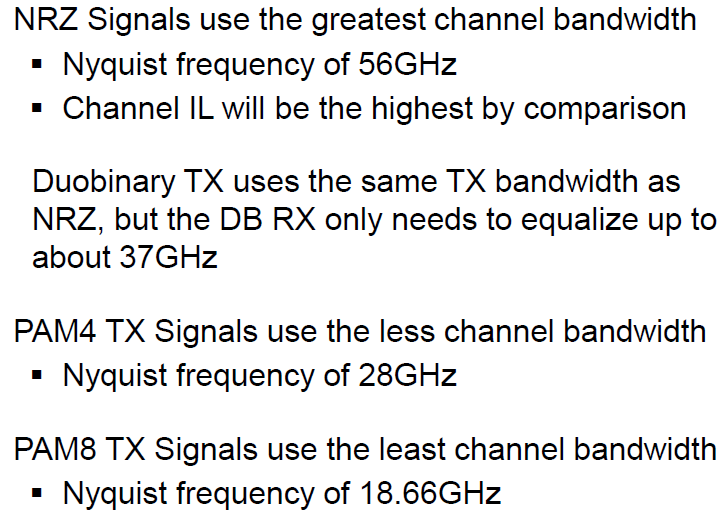 NRZ Signals use the greatest channel bandwidth
▪ Nyquist frequency of 56GHz
▪ Channel IL will be the highest by comparison
Duobinary TX uses the same TX bandwidth as
NRZ, but the DB RX only needs to equalize up to
about 37GHz
PAM4 TX Signals use the less channel bandwidth
▪ Nyquist frequency of 28GHz
PAM8 TX Signals use the least channel bandwidth
▪ Nyquist frequency of 18.66GHz